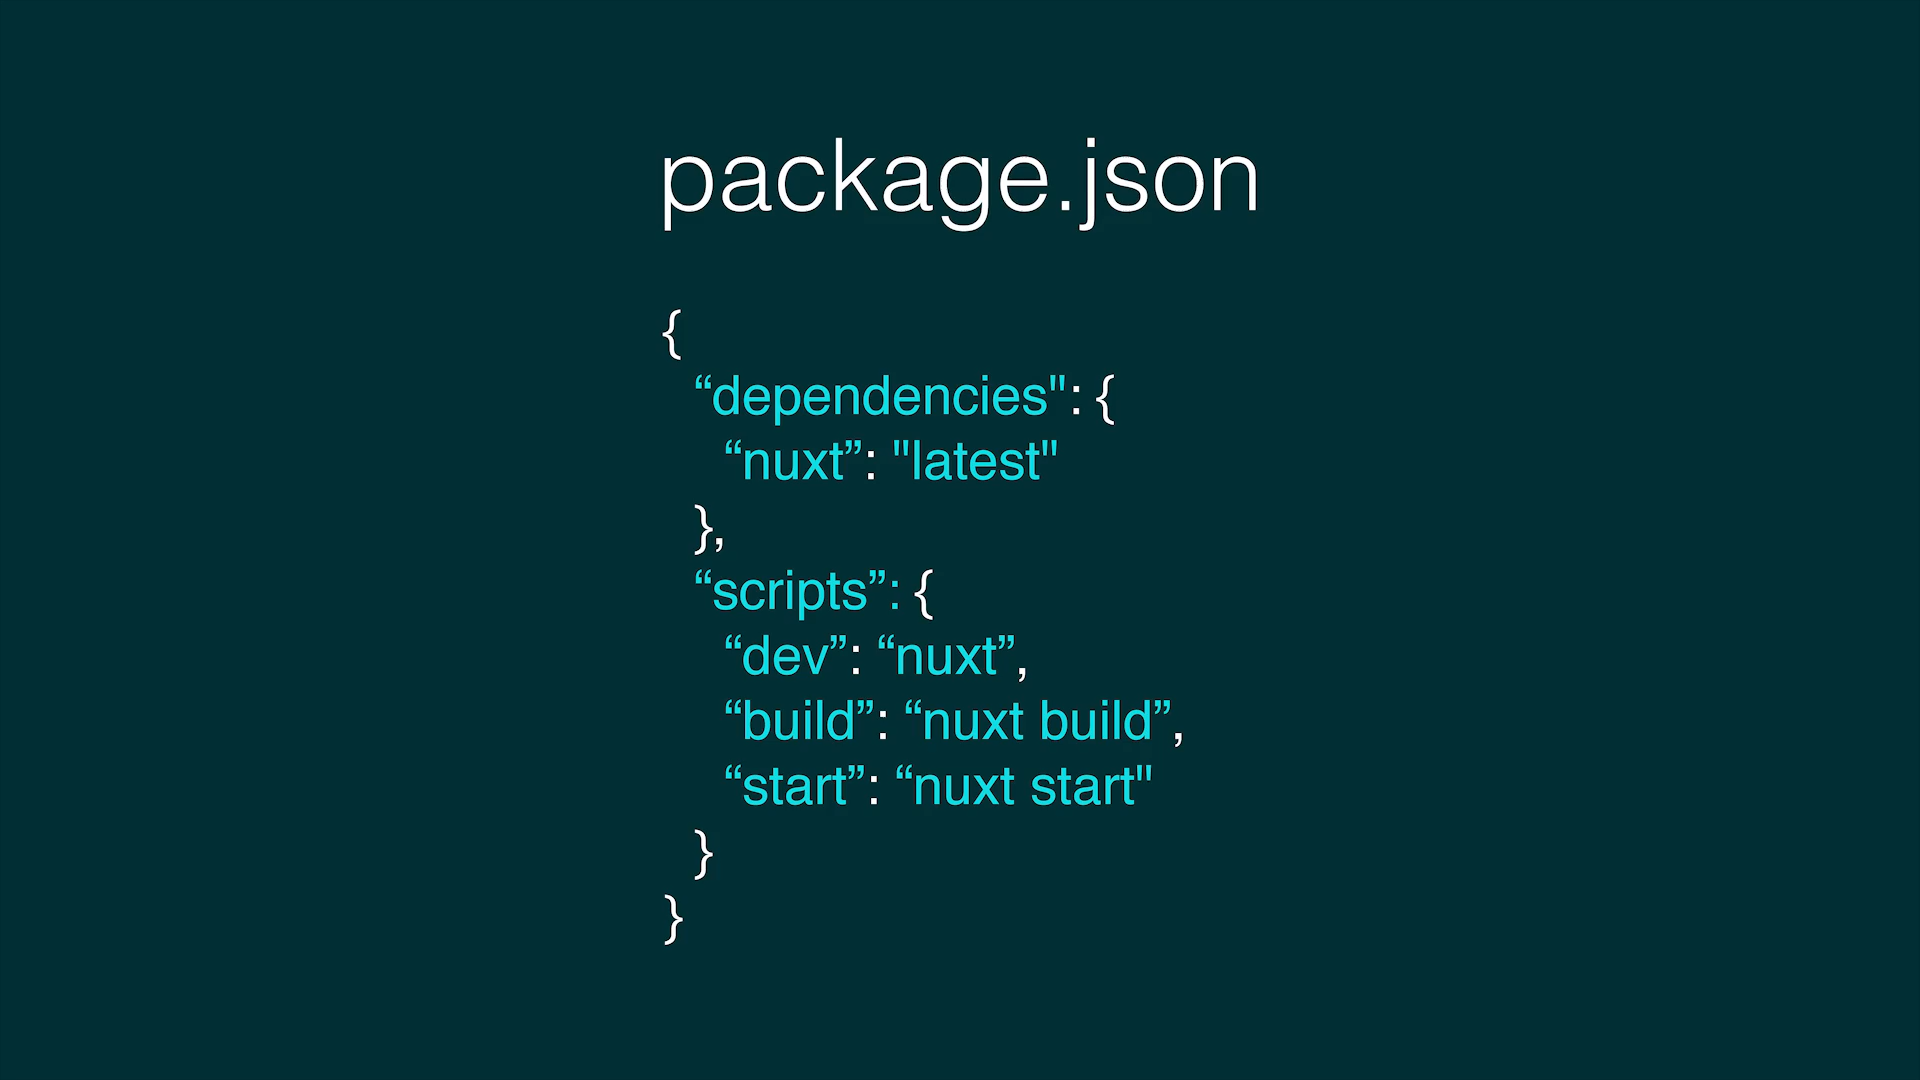 package.json
{
“dependencies": {
“nuxt”: "latest"
},
“scripts”: {
“dev”: “nuxt”,
“build”: “nuxt build”,
“start”: “nuxt start"
}
}